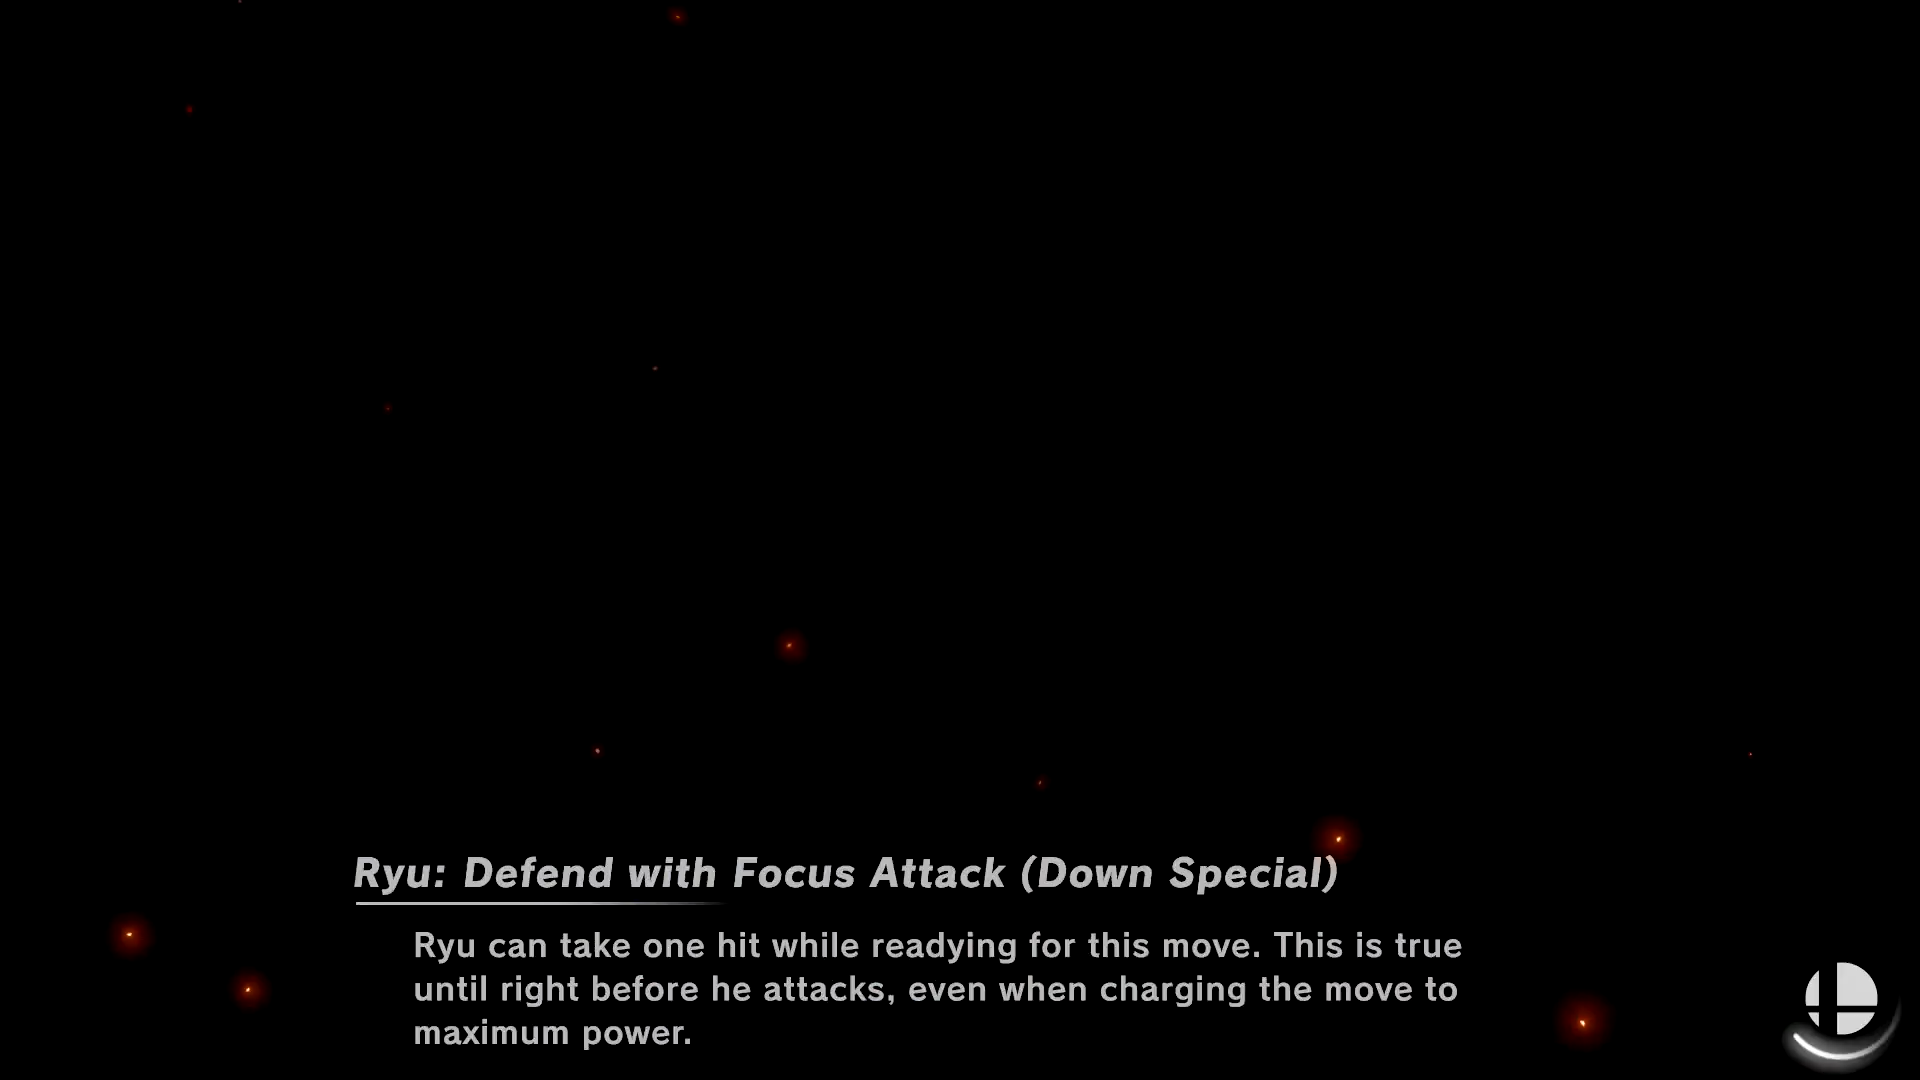 Ryu: Defend with Focus Attack (Down Special)
Ryu can take one hit while readying for this move. This is true
until right before he attacks, even when charging the move to
maximum power.